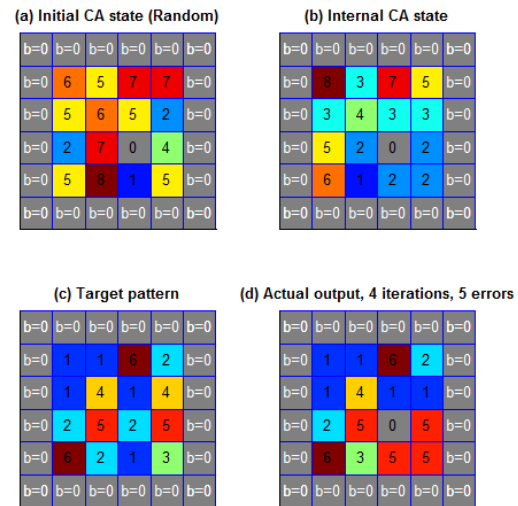 (a) Initial CA state (Random)
b=0 b=0 b=0 b=0 b=0 b=0
b=0 6 5 7 7 b=0
b=0 5 6 5 2 b=0
b=0 2 7 0 4 b=0
b=0 5 8 1 5 b=0
b=0 b=0 b=0 b=0 b=0 b=0
(b) Internal CA state
b=0 b=0 b=0 b=0 b=0 b=0
b=0 8 3 7 5 b=0
b=0 3 4 3 3 b=0
b=0 5 2 0 2 b=0
b=0 6 1 2 2 b=0
b=0 b=0 b=0 b=0 b=0 b=0
(c) Target pattern
b=0 b=0 b=0 b=0 b=0 b=0
b=0 1 1 6 2 b=0
b=0 1 4 1 4 b=0
b=0 2 5 2 5 b=0
b=0 6 2 1 3 b=0
b=0 b=0 b=0 b=0 b=0 b=0
(d) Actual output, 4 iterations, 5 errors
b=0 b=0 b=0 b=0 b=0 b=0
b=0 1 1 6 2 b=0
b=0 1 4 1 1 b=0
b=0 2 5 0 5 b=0
b=0 6 3 5 5 b=0
b=0 b=0 b=0 b=0 b=0 b=0